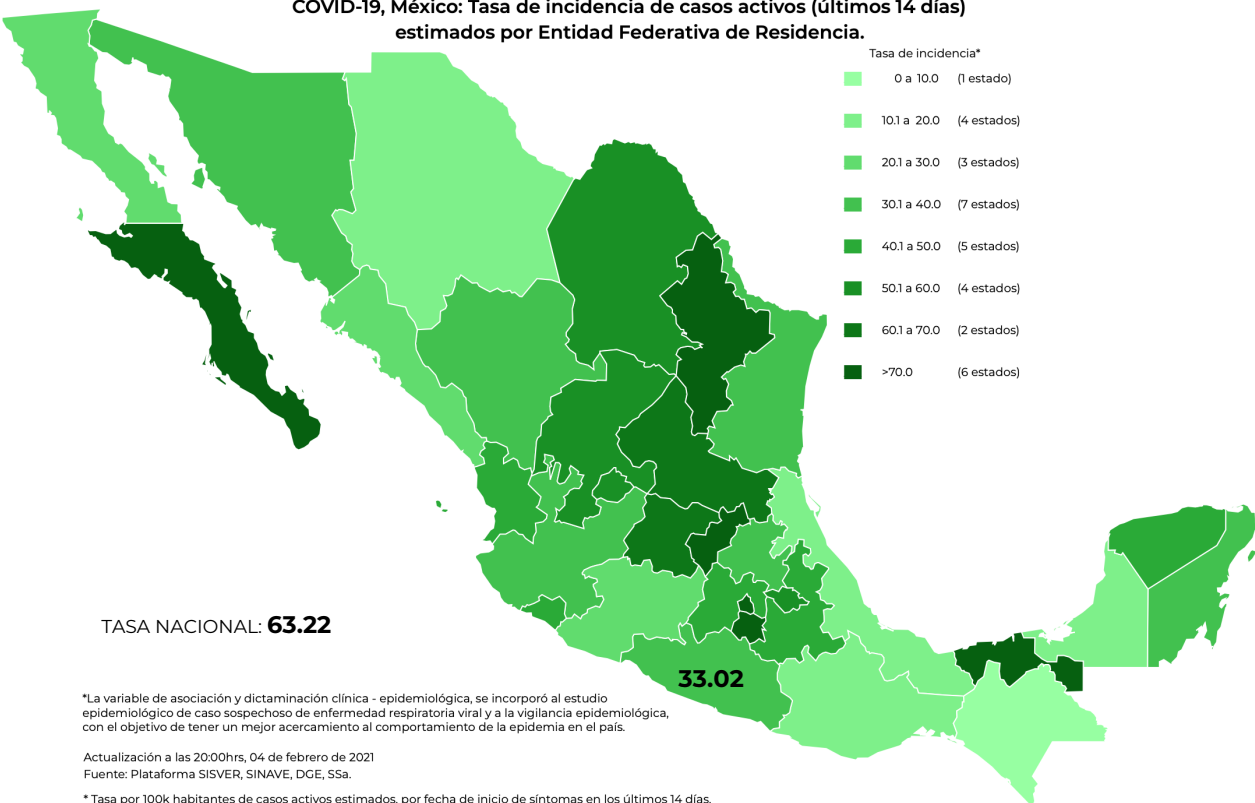 COVID-19, México: Tasa de incidencia de casos activos (últimos 14 días)
estimados por Entidad Federativa de Residencia.
Tasa de incidencia*
0 a 10.0 (1 estado)
10.1 a 20.0 (4 estados)
20.1 a 30.0 (3 estados)
30.1 a 40.0 (7 estados)
40.1 a 50.0 (5 estados)
50.1 a 60.0 (4 estados)
60.1 a 70.0 (2 estados)
>70.0 (6 estados)
TASA NACIONAL: 63.22
33.02
*La variable de asociación y dictaminación clínica - epidemiológica, se incorporó al estudio
epidemiológico de caso sospechoso de enfermedad respiratoria viral y a la vigilancia epidemiológica,
con el objetivo de tener un mejor acercamiento al comportamiento de la epidemia en el país.
Actualización a las 20:00hrs, 04 de febrero de 2021
Fuente: Plataforma SISVER, SINAVE, DGE, SSa.
* Tasa por 100k habitantes de casos activos estimados, por fecha de inicio de síntomas en los últimos 14 días.